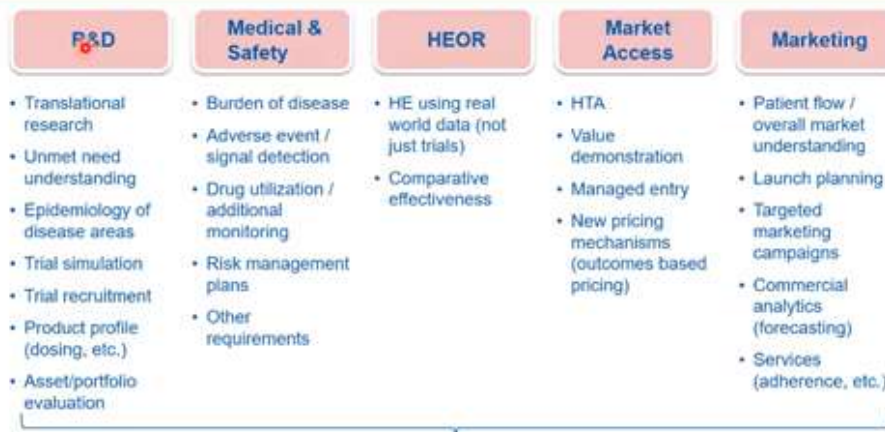 R&D
• Translational
research
• Unmet need
understanding
• Epidemiology of
disease areas
• Trial simulation
• Trial recruitment
• Product profile
(dosing, etc.)
• Asset/portfolio
evaluation
Medical &
Safety
• Burden of disease
• Adverse event /
signal detection
• Drug utilization /
additional
monitoring
• Risk management
plans
• Other
requirements
HEOR
• HE using real
world data (not
just trials)
• Comparative
effectiveness
Market
Access
• HTA
• Value
demonstration
• Managed entry
• New pricing
mechanisms
(outcomes based
pricing)
Marketing
• Patient flow /
overall market
understanding
• Launch planning
• Targeted
marketing
campaigns
• Commercial
analytics
(forecasting)
• Services
(adherence, etc.)